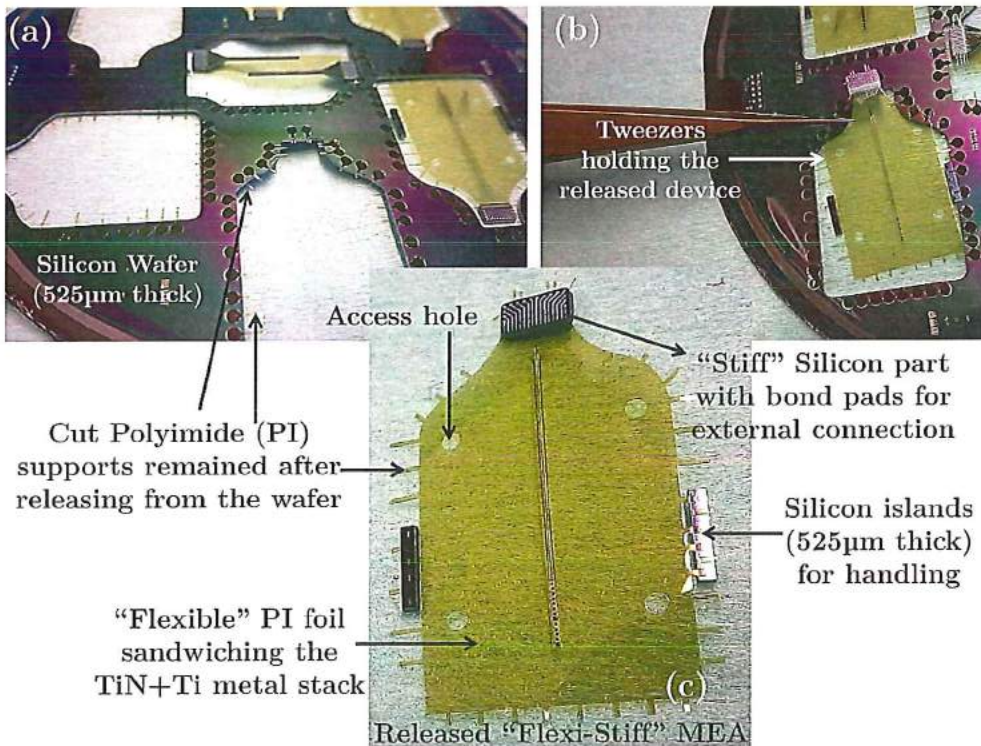 (a)
(b)
Tweezers
holding the
released device
Silicon Wafer
(525μm thick)
Access hole
"Stiff" Silicon part
with bond pads for
external connection
Cut Polyimide (PI)
supports remained after
releasing from the wafer
Silicon islands
(525μm thick)
for handling
"Flexible" PI foil
sandwiching the
TiN+Ti metal stack
(c)
Released "Flexi-Stiff" MEA